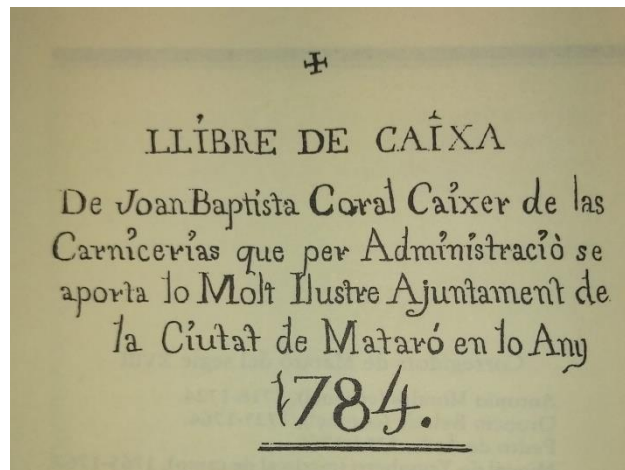 LLIBRE DE CAIXA
De Joan Baptista Coral Caixer de las
Carnicerias que per Administració se
aporta lo Molt Ilustre Ajuntament de
la Ciutat de Mataró en lo Any
1784.